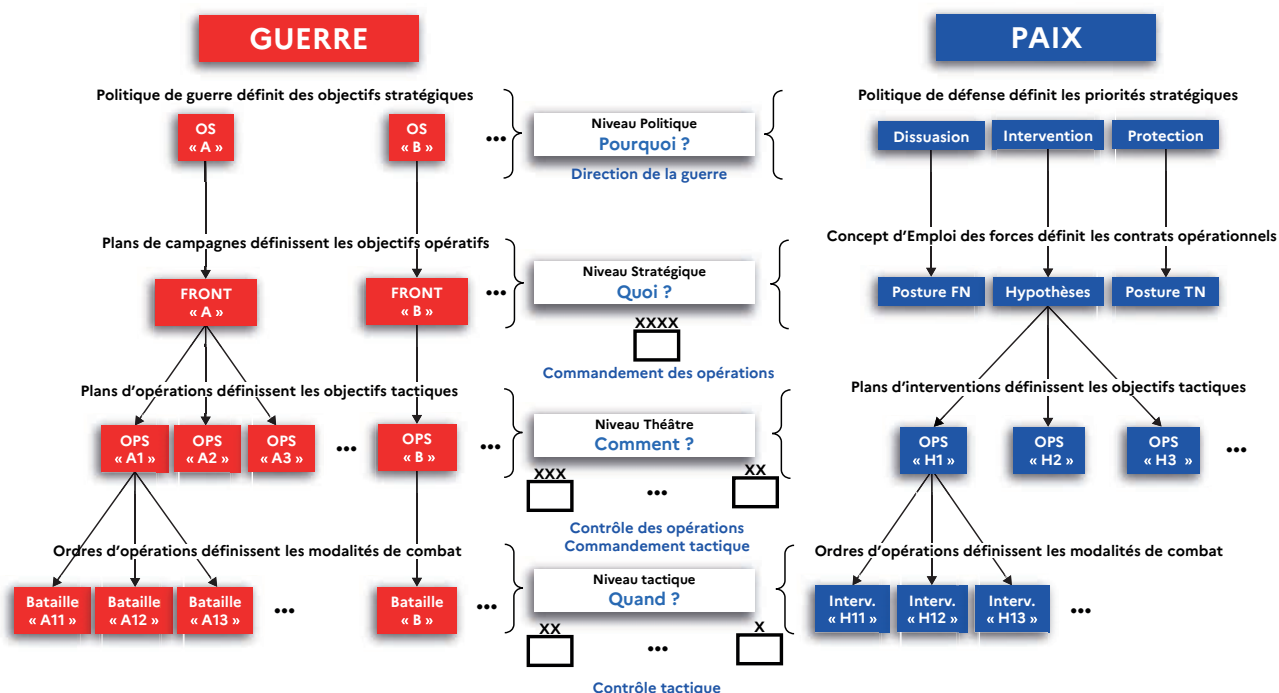 GUERRE
PAIX
Politique de guerre définit des objectifs stratégiques
Politique de défense définit les priorités stratégiques
OS
« A »
OS
« B »
...
Niveau Politique
Pourquoi ?
Direction de la guerre
Dissuasion
Intervention
Protection
Plans de campagnes définissent les objectifs opératifs
Concept d'Emploi des forces définit les contrats opérationnels
FRONT
« A »
FRONT
« B »
...
Niveau Stratégique
Quoi ?
XXXX
Commandement des opérations
Posture FN
Hypothèses
Posture TN
Plans d'opérations définissent les objectifs tactiques
Plans d'interventions définissent les objectifs tactiques
OPS
« A1 »
OPS
« A2 »
OPS
« A3 »
...
OPS
« B »
...
Niveau Théâtre
Comment ?
XXX
...
XX
Contrôle des opérations
Commandement tactique
OPS
« H1 »
OPS
« H2 »
OPS
« H3 »
...
Ordres d'opérations définissent les modalités de combat
Ordres d'opérations définissent les modalités de combat
Bataille
« A11 »
Bataille
« A12 »
Bataille
« A13 »
...
Bataille
« B »
...
Niveau tactique
Quand ?
XX
...
X
Contrôle tactique
Interv.
« H11 »
Interv.
« H12 »
Interv.
« H13 »
...